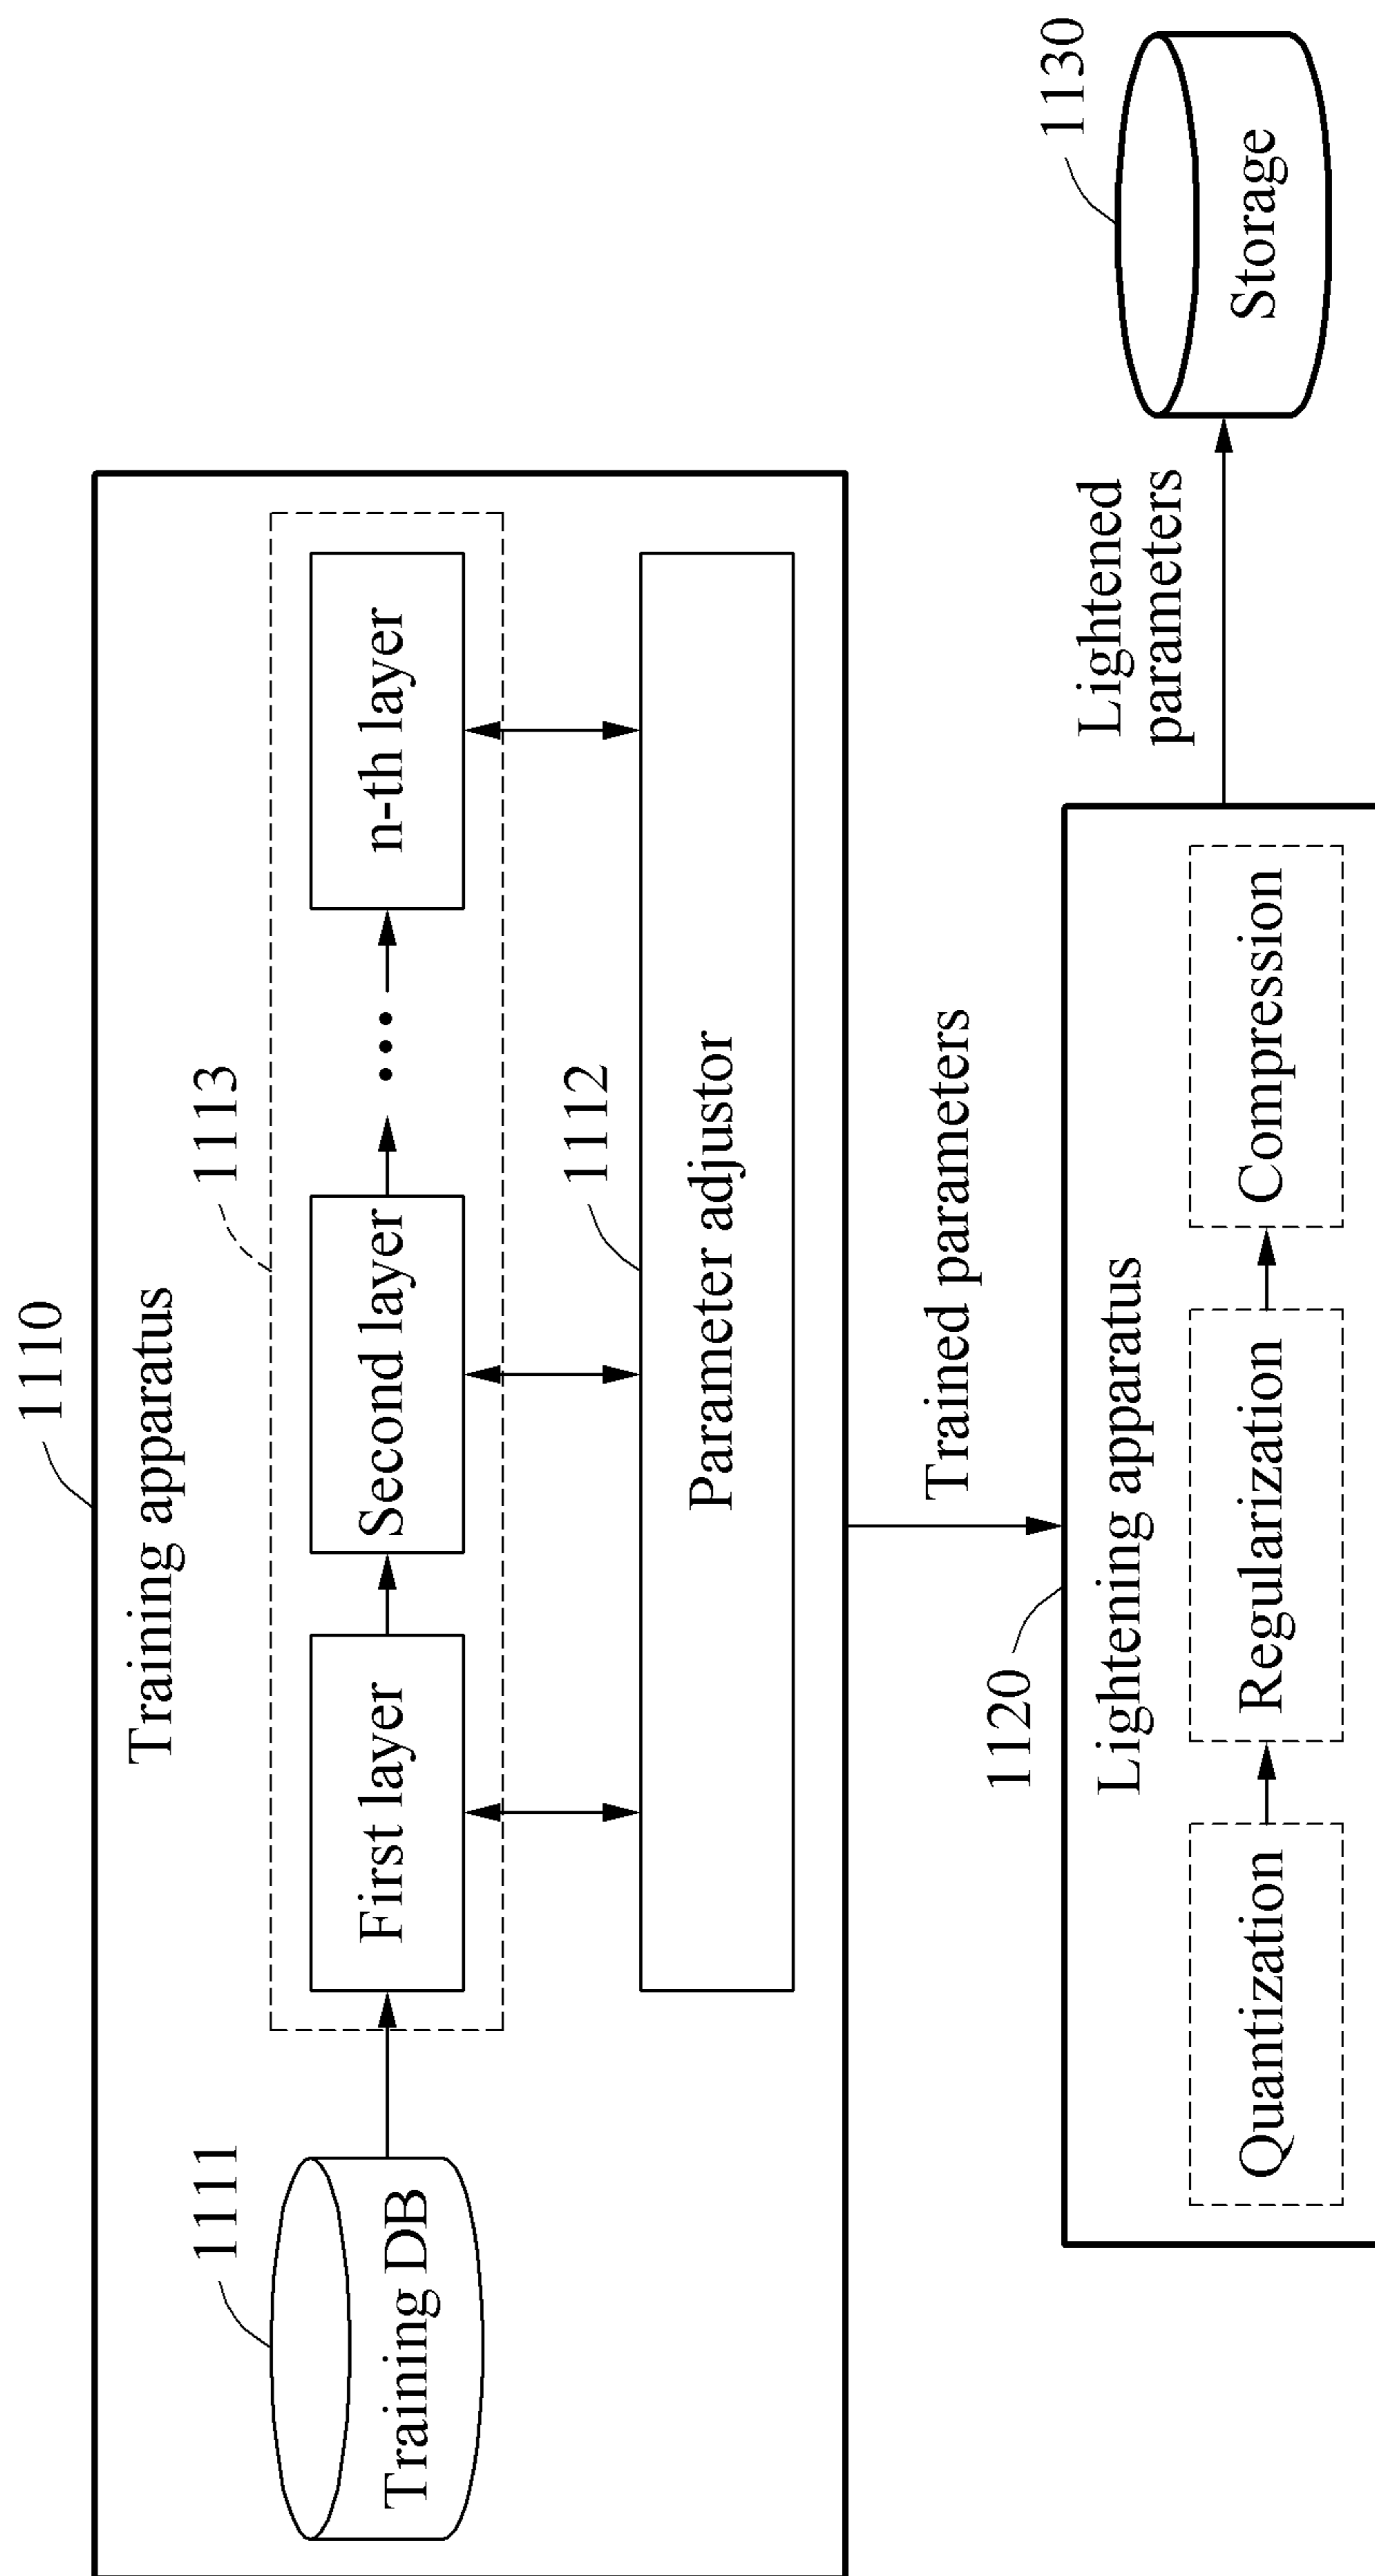 1110
Training apparatus
1111
1113
Training DB
First layer
Second layer
n-th layer
1112
Parameter adjustor
Trained parameters
1120
Lightening apparatus
Quantization
Regularization
Compression
Lightened
parameters
1130
Storage